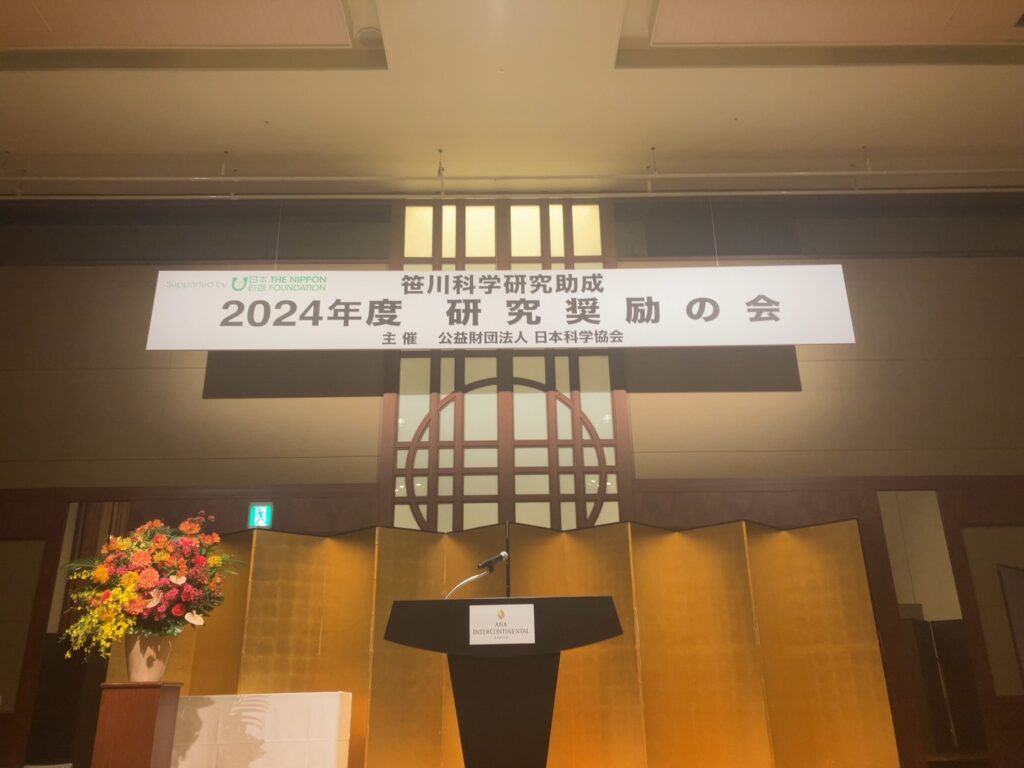 Supported by 日本財団 THE NIPPON FOUNDATION
笹川科学研究助成
2024年度 研究奨励の会
主催 公益財団法人 日本科学協会
ANA
INTERCONTINENTAL